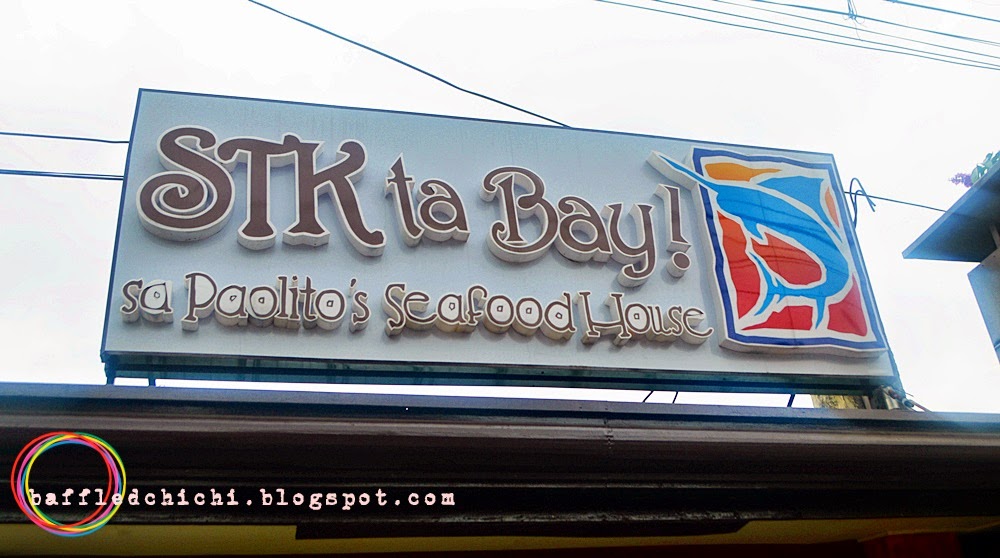 STK ta Bay!
sa Paolito's Seafood House
baffledchichi.blogspot.com